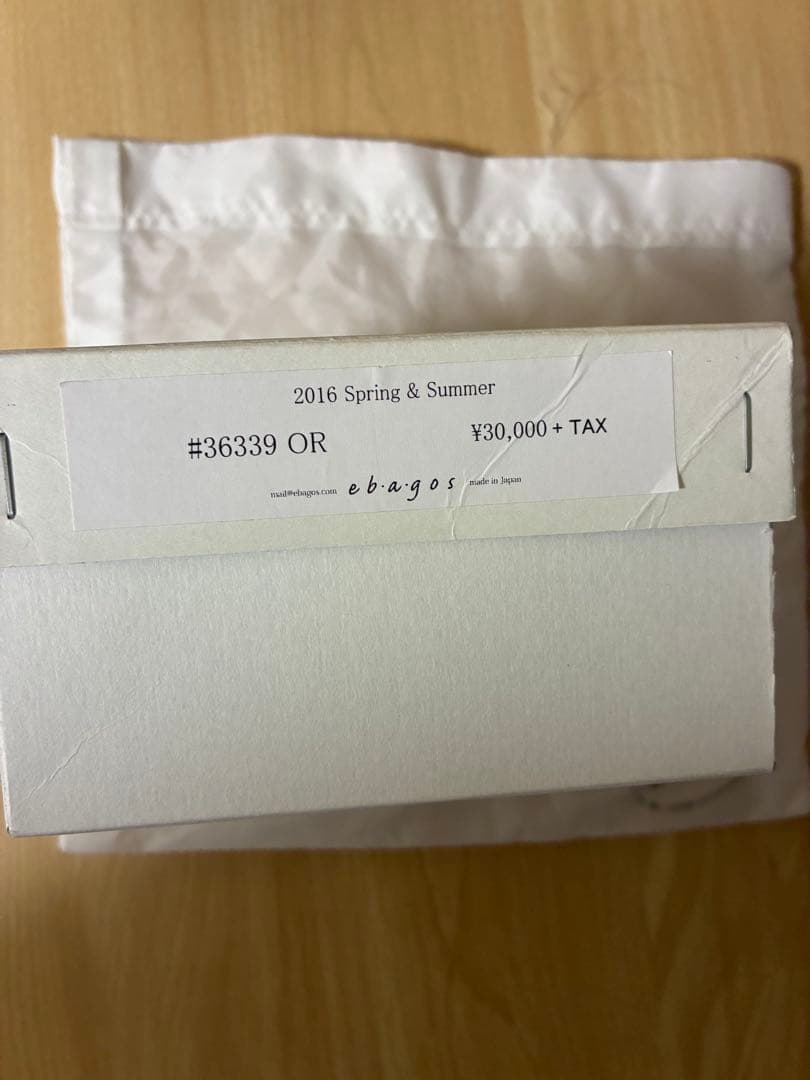 2016 Spring & Summer
#36339 OR ¥30,000 + TAX
mail@ebagos.com e b・a・g o s made in Japan